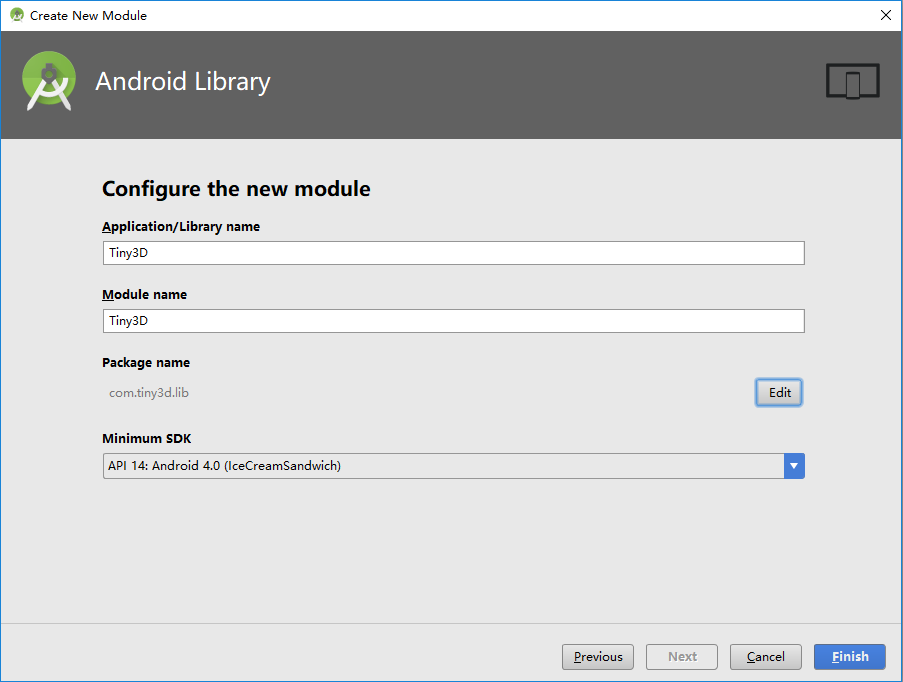 Create New Module
Android Library
Configure the new module
Application/Library name
Tiny3D
Module name
Tiny3D
Package name
com.tiny3d.lib
Edit
Minimum SDK
API 14: Android 4.0 (IceCreamSandwich)
Previous Next Cancel Finish